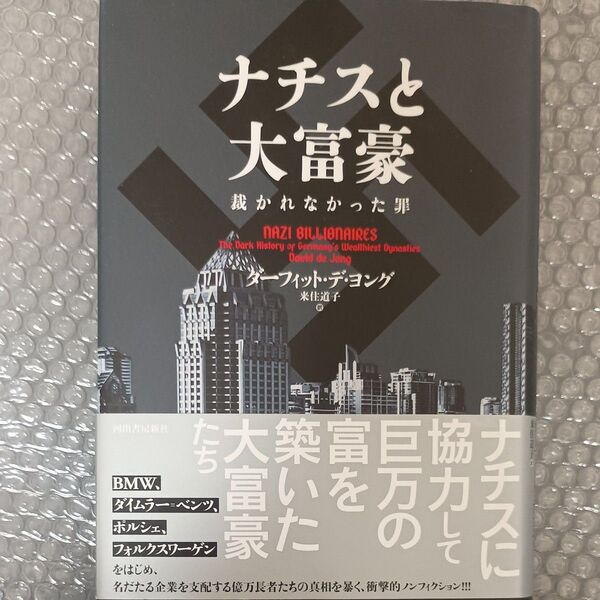 ナチスと
大富豪
裁かれなかった罪
NAZI BILLIONAIRES
The Dark History of Germany's Wealthiest Dynasties
David de Jong
ダーフィット・デ・ヨング
来住道子
訳
河出書房新社
ナチスに
協力して
巨万の
富を
築いた
大富豪
たち
BMW、
ダイムラー=ベンツ、
ポルシェ、
フォルクスワーゲン
をはじめ、
名だたる企業を支配する億万長者たちの真相を暴く、衝撃的ノンフィクション!!!